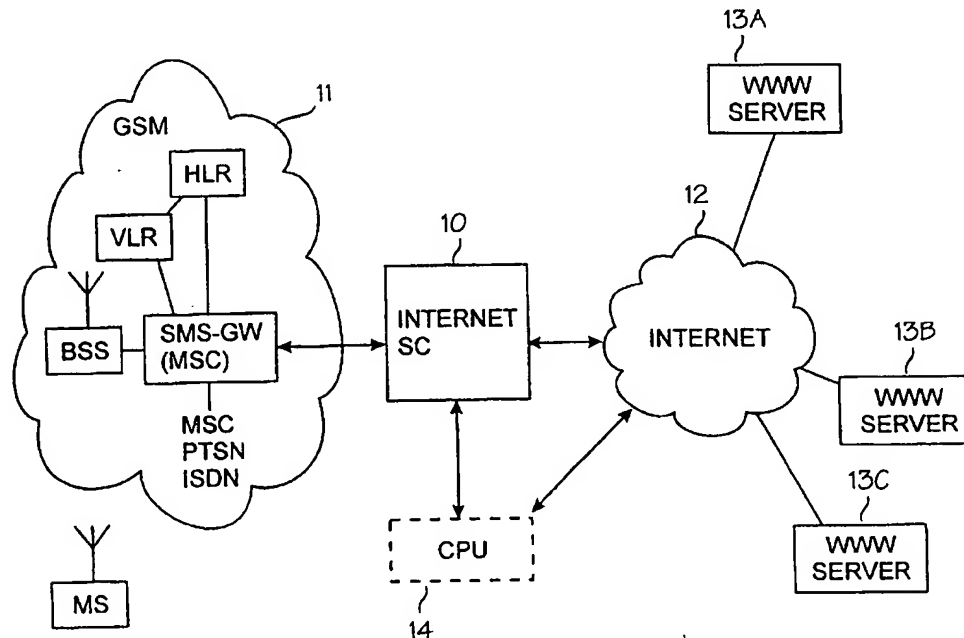 13A
WWW
SERVER
11
GSM
HLR
VLR
BSS
SMS-GW
(MSC)
MSC
PTSN
ISDN
10
INTERNET
SC
12
INTERNET
13B
WWW
SERVER
13C
WWW
SERVER
CPU
14
MS